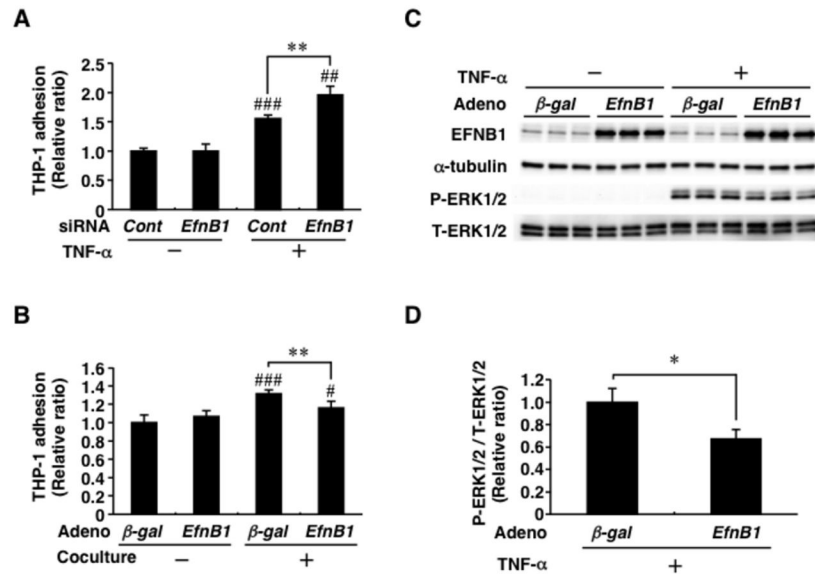 A
THP-1 adhesion
(Relative ratio)
2.5
2.0
1.5
1.0
0.5
0
###
**
##
siRNA Cont EfnB1 Cont EfnB1
TNF-α − +
B
THP-1 adhesion
(Relative ratio)
1.6
1.4
1.2
1.0
0.8
0.6
0.4
0.2
0
###
**
#
Adeno β-gal EfnB1 β-gal EfnB1
Coculture − +
C
TNF-α − +
Adeno β-gal EfnB1 β-gal EfnB1
EFNB1
α-tubulin
P-ERK1/2
T-ERK1/2
D
P-ERK1/2 / T-ERK1/2
(Relative ratio)
1.2
1.0
0.8
0.6
0.4
0.2
0
*
Adeno β-gal EfnB1
TNF-α +